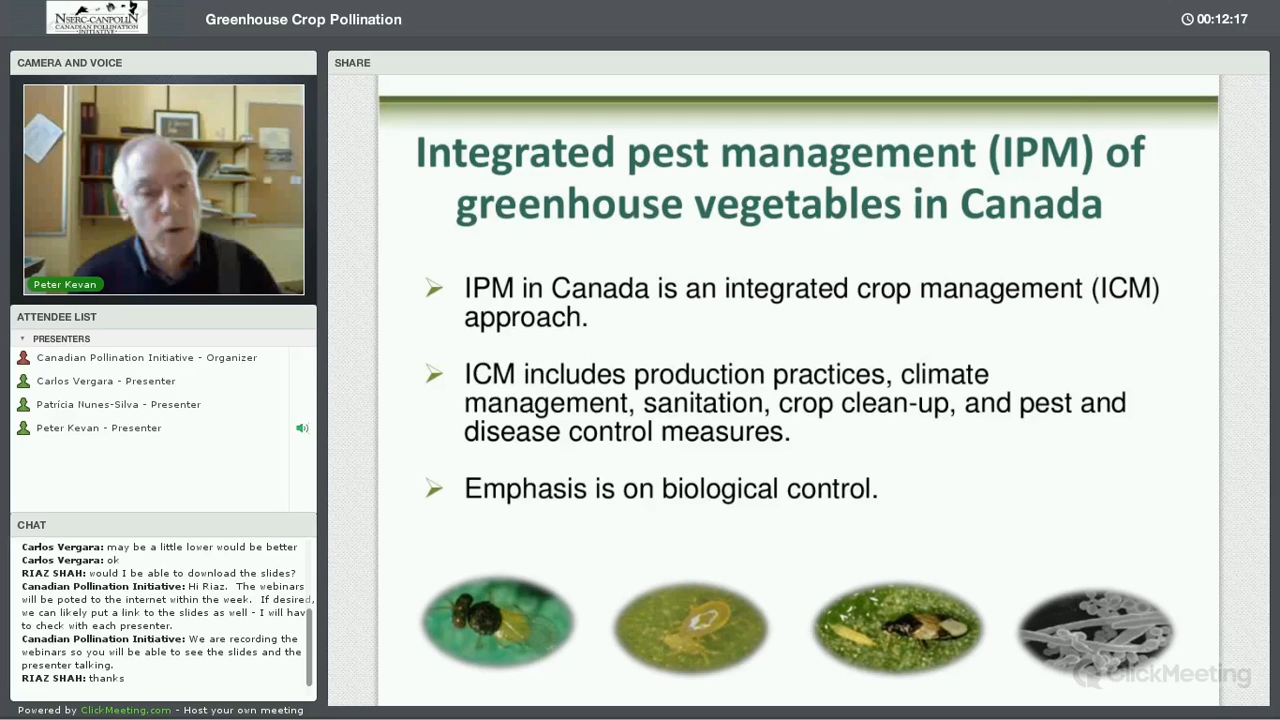 NSERC-CANPOLIN
CANADIAN POLLINATION
INITIATIVE
Greenhouse Crop Pollination
00:12:17
CAMERA AND VOICE
Peter Kevan
ATTENDEE LIST
PRESENTERS
Canadian Pollination Initiative - Organizer
Carlos Vergara - Presenter
Patrícia Nunes-Silva - Presenter
Peter Kevan - Presenter
CHAT
Carlos Vergara: may be a little lower would be better
Carlos Vergara: ok
RIAZ SHAH: would I be able to download the slides?
Canadian Pollination Initiative: Hi Riaz. The webinars
will be poted to the internet within the week. If desired,
we can likely put a link to the slides as well - I will hav
to check with each presenter.
Canadian Pollination Initiative: We are recording the
webinars so you will be able to see the slides and the
presenter talking.
RIAZ SHAH: thanks
Powered by ClickMeeting.com - Host your own meeting
SHARE
Integrated pest management (IPM) of
greenhouse vegetables in Canada
IPM in Canada is an integrated crop management (ICM)
approach.
ICM includes production practices, climate
management, sanitation, crop clean-up, and pest and
disease control measures.
Emphasis is on biological control.
ClickMeeting